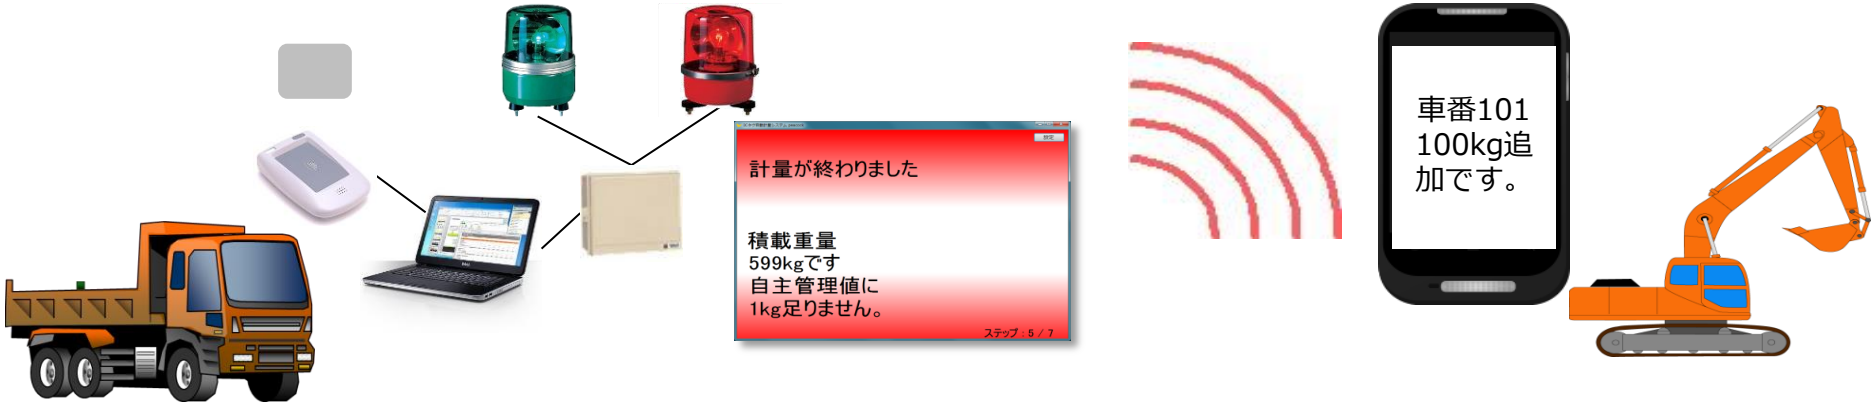 設定
計量が終わりました
積載重量
599kgです
自主管理値に
1kg足りません。
ステップ：5 / 7
車番101
100kg追
加です。